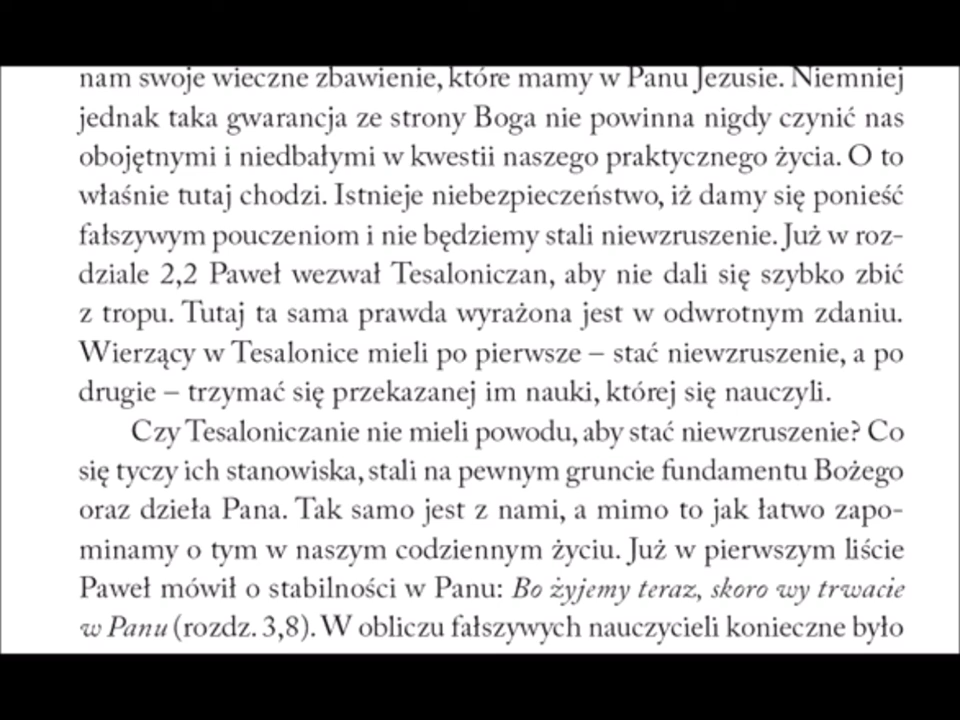 nam swoje wieczne zbawienie, które mamy w Panu Jezusie. Niemniej
jednak taka gwarancja ze strony Boga nie powinna nigdy czynić nas
obojętnymi i niedbałymi w kwestii naszego praktycznego życia. O to
właśnie tutaj chodzi. Istnieje niebezpieczeństwo, iż damy się ponieść
fałszywym pouczeniom i nie będziemy stali niewzruszenie. Już w roz-
dziale 2,2 Paweł wezwał Tesaloniczan, aby nie dali się szybko zbić
z tropu. Tutaj ta sama prawda wyrażona jest w odwrotnym zdaniu.
Wierzący w Tesalonice mieli po pierwsze – stać niewzruszenie, a po
drugie – trzymać się przekazanej im nauki, której się nauczyli.
Czy Tesaloniczanie nie mieli powodu, aby stać niewzruszenie? Co
się tyczy ich stanowiska, stali na pewnym gruncie fundamentu Bożego
oraz dzieła Pana. Tak samo jest z nami, a mimo to jak łatwo zapo-
minamy o tym w naszym codziennym życiu. Już w pierwszym liście
Paweł mówił o stabilności w Panu: Bo żyjemy teraz, skoro wy trwacie
w Panu (rozdz. 3,8). W obliczu fałszywych nauczycieli konieczne było